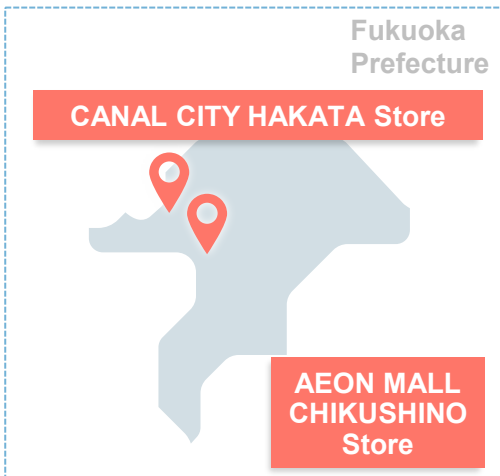 Fukuoka
Prefecture
CANAL CITY HAKATA Store
AEON MALL
CHIKUSHINO
Store